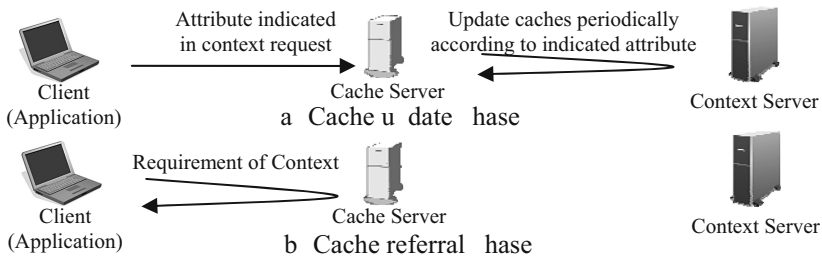 Attribute indicated
in context request
Update caches periodically
according to indicated attribute
Client
(Application)
Cache Server
Context Server
a Cache u date hase
Requirement of Context
Client
(Application)
Cache Server
Context Server
b Cache referral hase